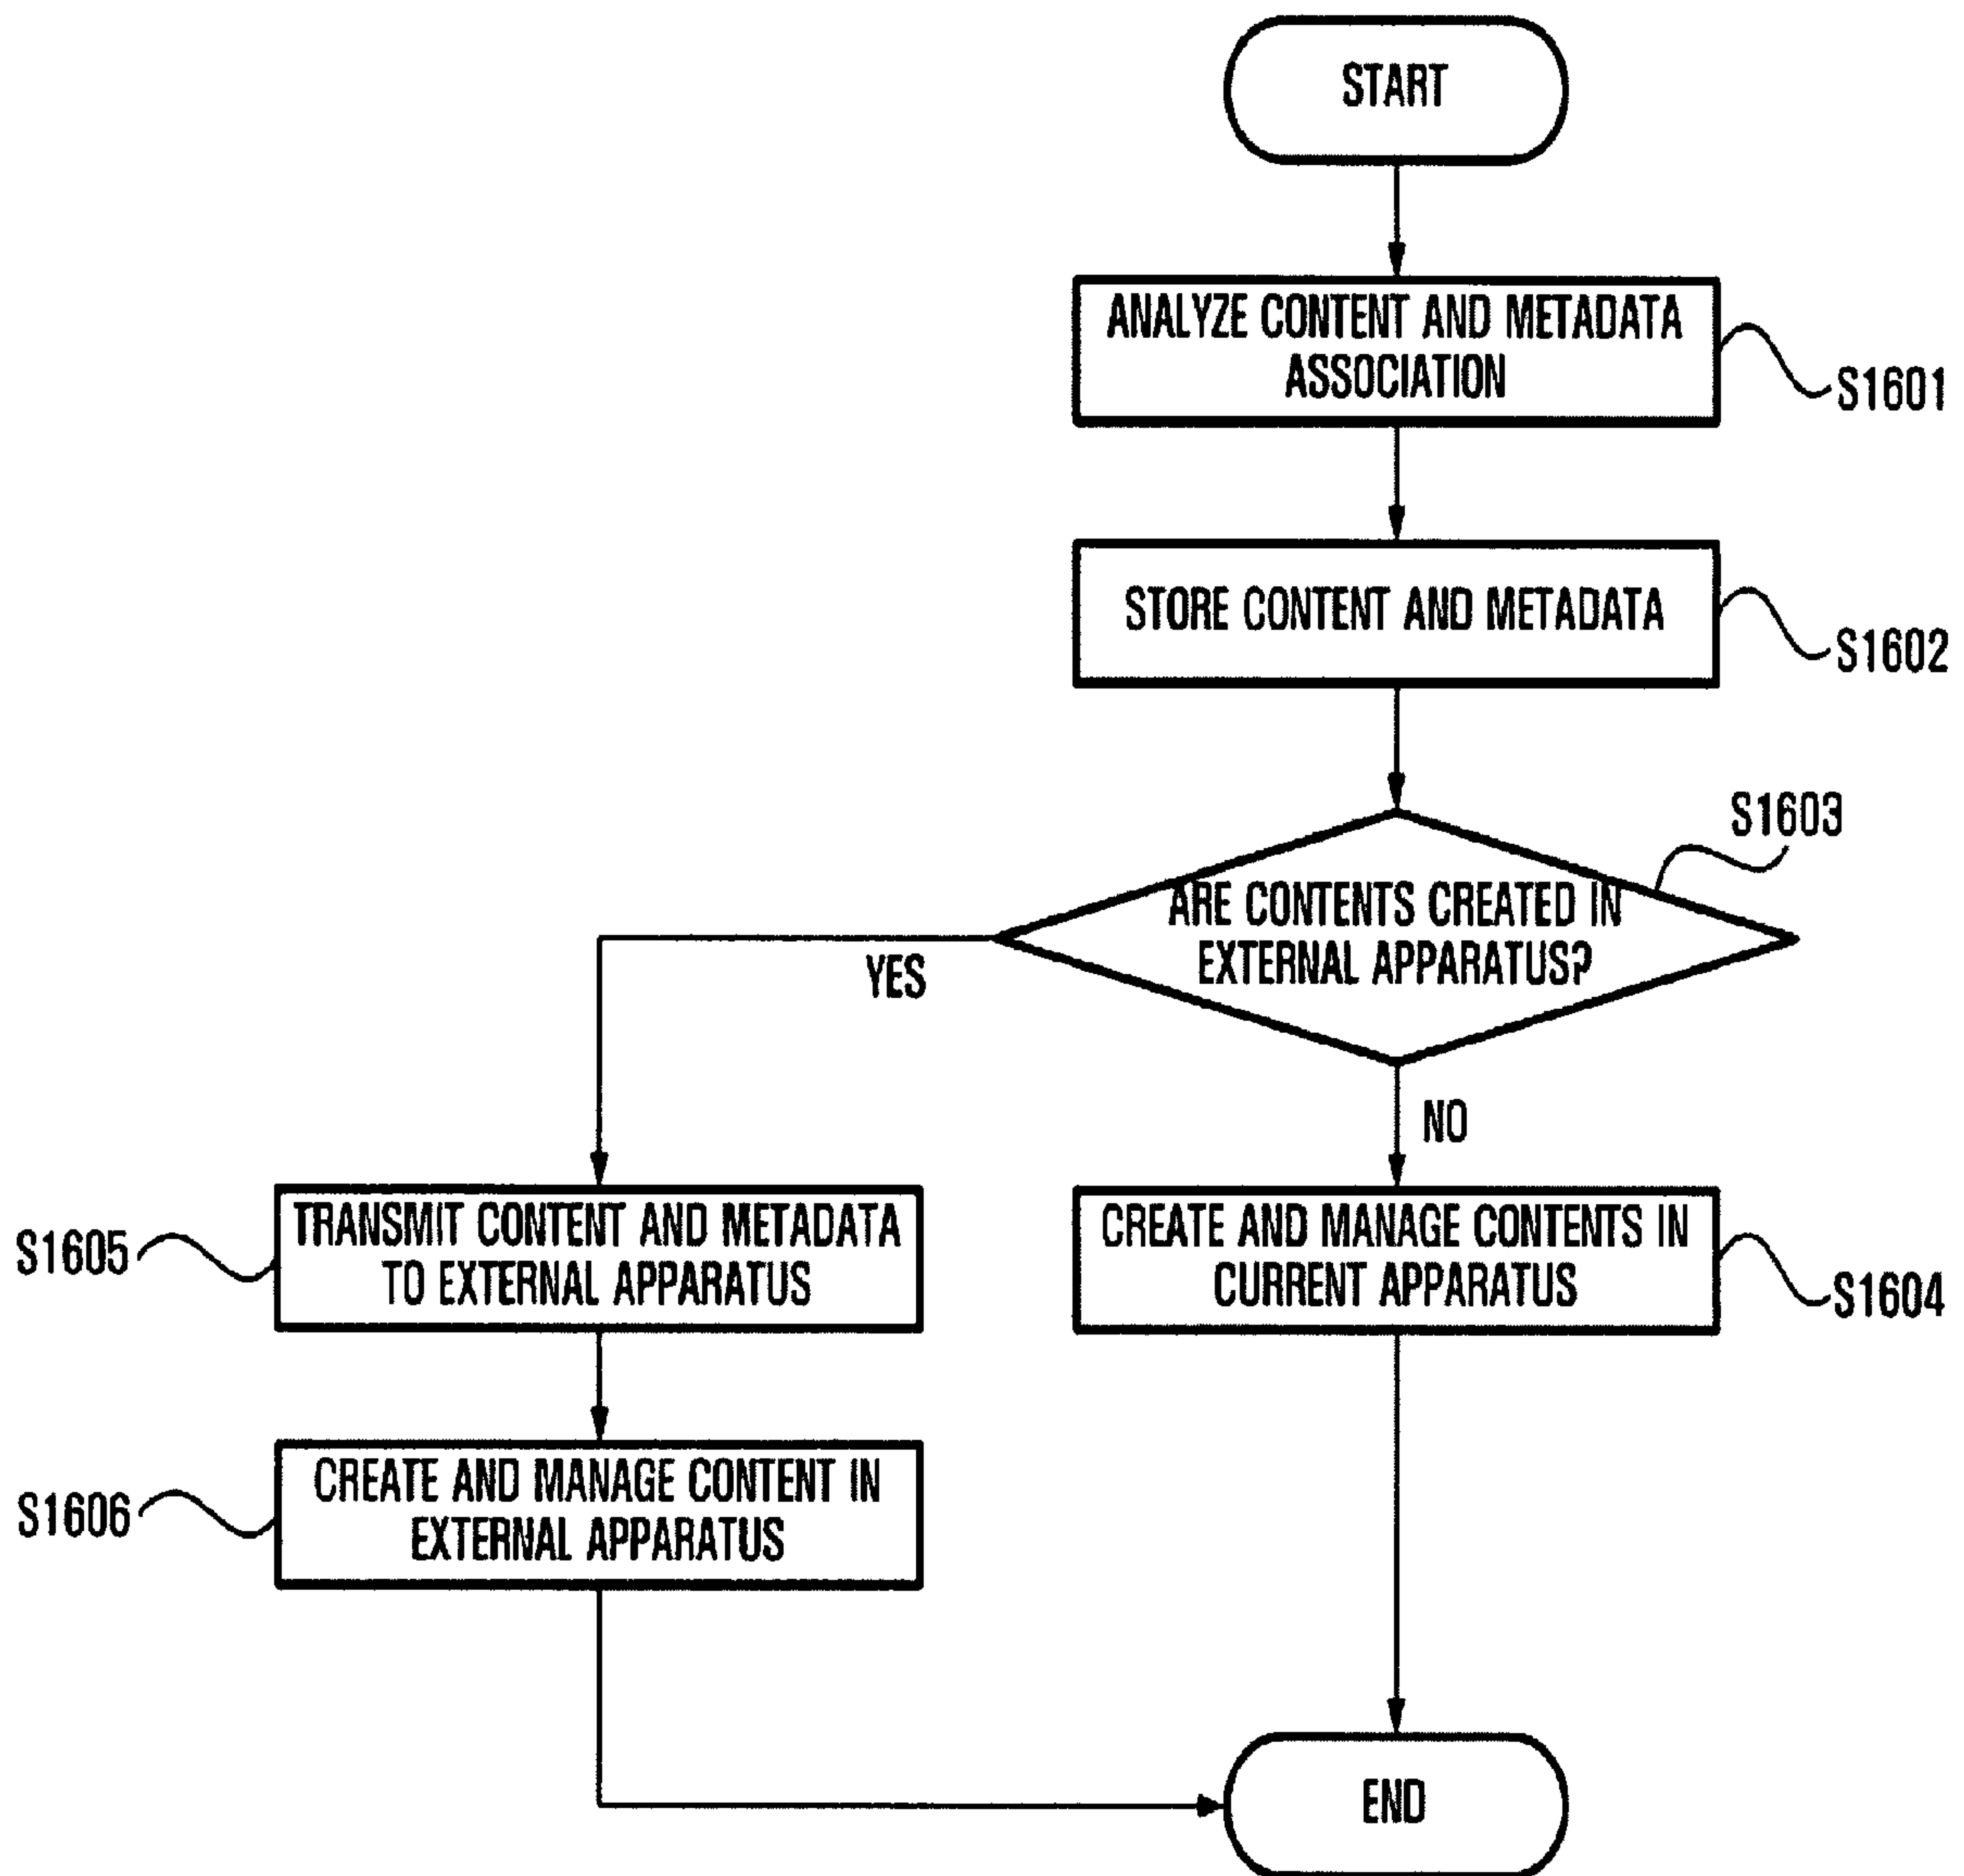 START
ANALYZE CONTENT AND METADATA
ASSOCIATION
S1601
STORE CONTENT AND METADATA
S1602
S1603
ARE CONTENTS CREATED IN
EXTERNAL APPARATUS?
YES
NO
TRANSMIT CONTENT AND METADATA
TO EXTERNAL APPARATUS
S1605
CREATE AND MANAGE CONTENTS IN
CURRENT APPARATUS
S1604
CREATE AND MANAGE CONTENT IN
EXTERNAL APPARATUS
S1606
END